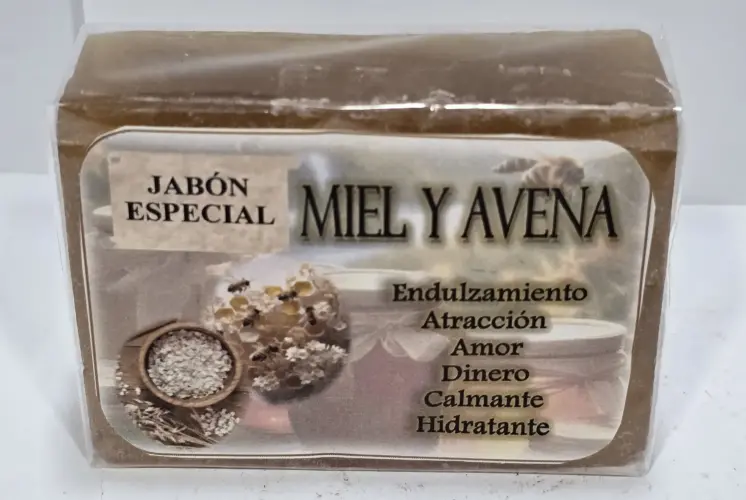 JABÓN
ESPECIAL
MIEL Y AVENA
Endulzamiento
Atracción
Amor
Dinero
Calmante
Hidratante